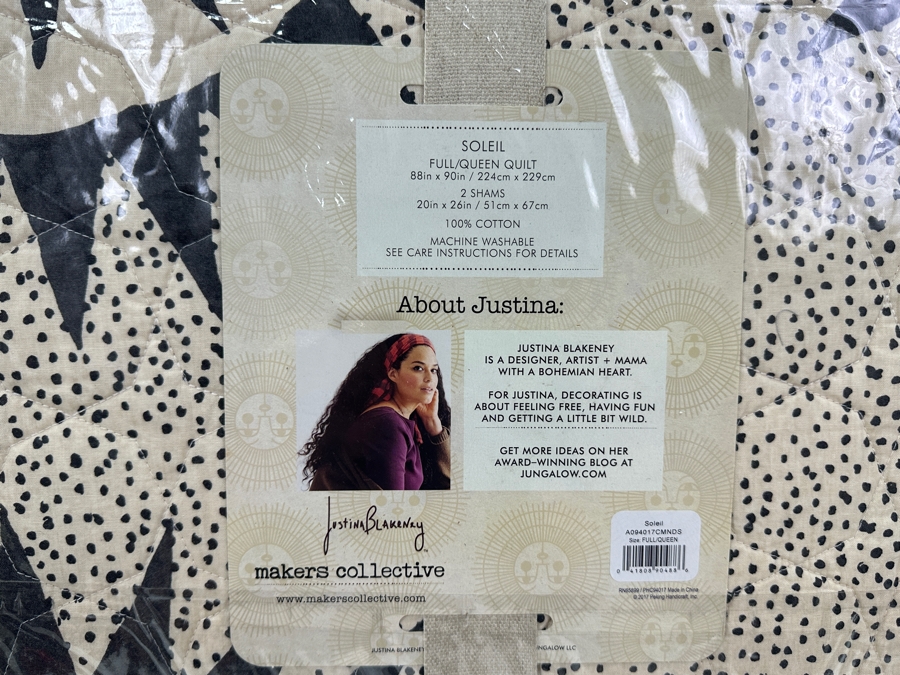 SOLEIL
FULL/QUEEN QUILT
88in x 90in / 224cm x 229cm
2 SHAMS
20in x 26in / 51cm x 67cm
100% COTTON
MACHINE WASHABLE
SEE CARE INSTRUCTIONS FOR DETAILS
About Justina:
JUSTINA BLAKENEY
IS A DESIGNER, ARTIST + MAMA
WITH A BOHEMIAN HEART.
FOR JUSTINA, DECORATING IS
ABOUT FEELING FREE, HAVING FUN
AND GETTING A LITTLE BIT WILD.
GET MORE IDEAS ON HER
AWARD–WINNING BLOG AT
JUNGALOW.COM
Justina Blakeney
makers collective
www.makerscollective.com
Soleil
A094017CMNDS
Size: FULL/QUEEN
Made in China
JUSTINA BLAKENEY